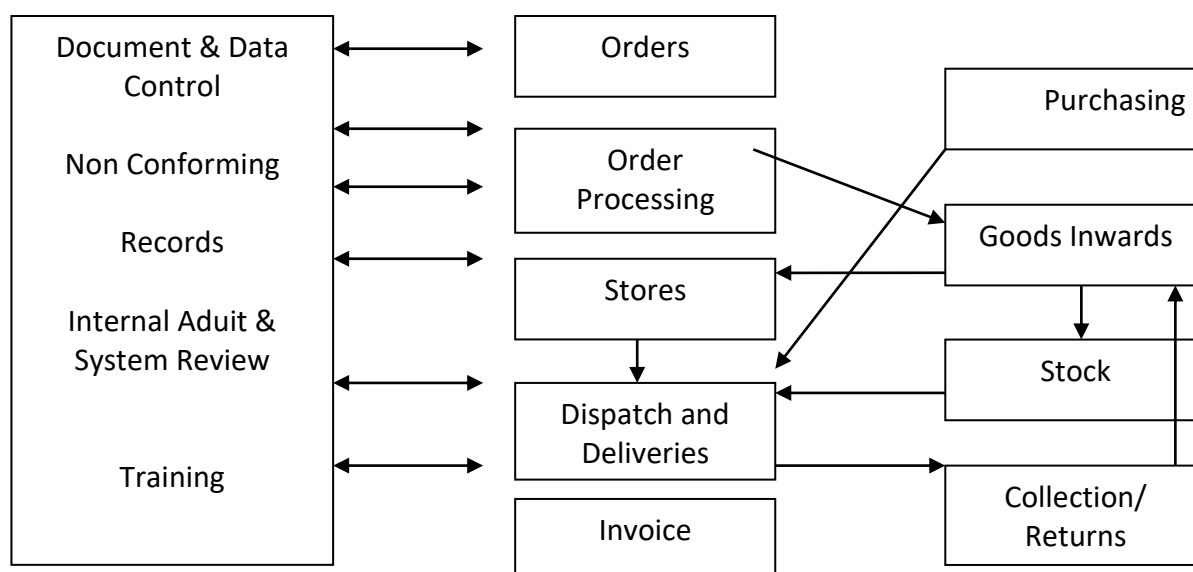 Document & Data
Control
Non Conforming
Records
Internal Aduit &
System Review
Training
Orders
Order
Processing
Stores
Dispatch and
Deliveries
Invoice
Purchasing
Goods Inwards
Stock
Collection/
Returns